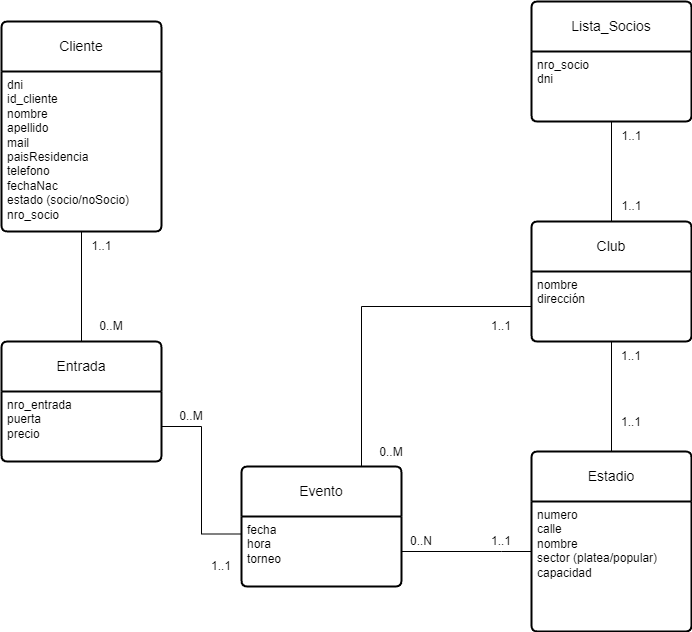 Cliente
dni
id_cliente
nombre
apellido
mail
paisResidencia
telefono
fechaNac
estado (socio/noSocio)
nro_socio
1..1
0..M
Entrada
nro_entrada
puerta
precio
0..M
1..1
Evento
fecha
hora
torneo
0..M
1..1
0..N
1..1
Lista_Socios
nro_socio
dni
1..1
1..1
Club
nombre
dirección
1..1
1..1
Estadio
numero
calle
nombre
sector (platea/popular)
capacidad